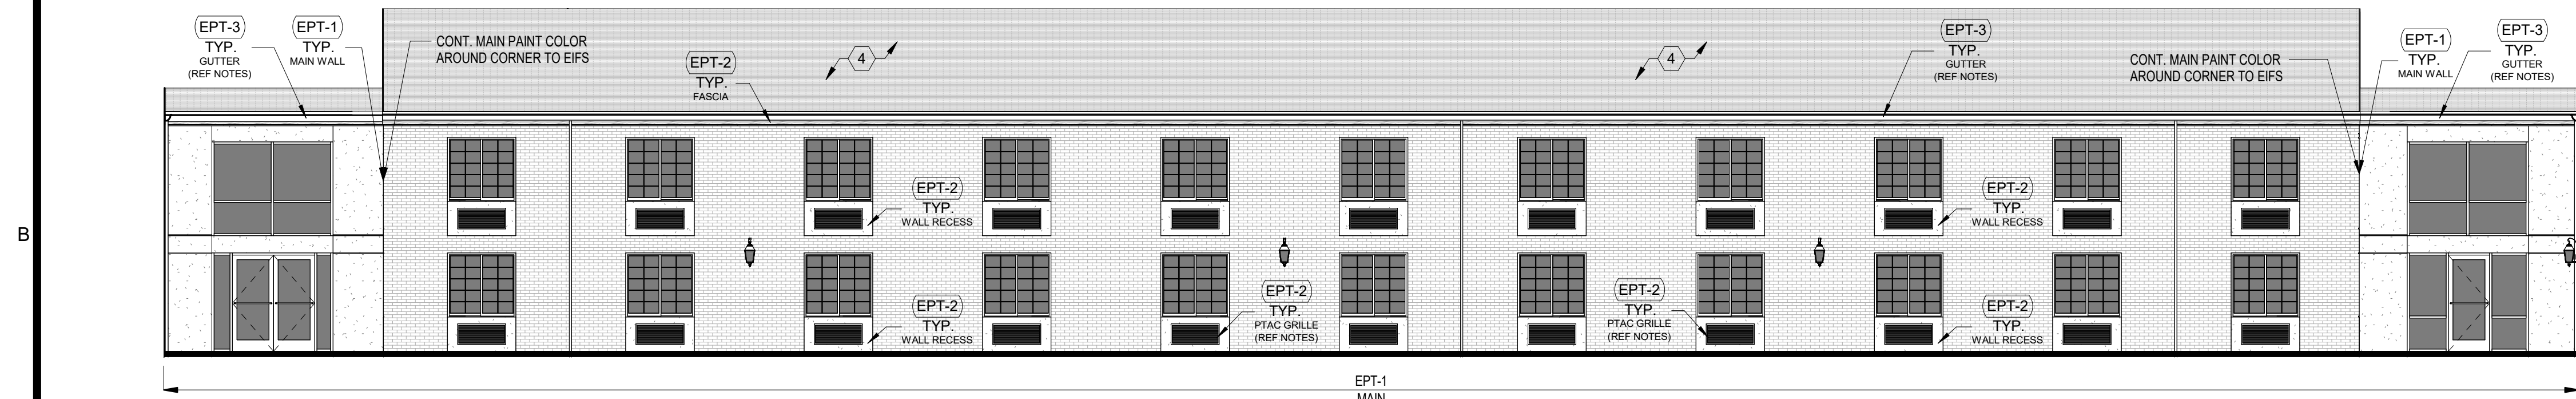 EPT-3
TYP.
GUTTER
(REF NOTES)
EPT-1
TYP.
MAIN WALL
CONT. MAIN PAINT COLOR
AROUND CORNER TO EIFS
EPT-2
TYP.
FASCIA
4
4
EPT-3
TYP.
GUTTER
(REF NOTES)
CONT. MAIN PAINT COLOR
AROUND CORNER TO EIFS
EPT-1
TYP.
MAIN WALL
EPT-3
TYP.
GUTTER
(REF NOTES)
EPT-2
TYP.
WALL RECESS
EPT-2
TYP.
WALL RECESS
B
EPT-2
TYP.
WALL RECESS
EPT-2
TYP.
PTAC GRILLE
(REF NOTES)
EPT-2
TYP.
PTAC GRILLE
(REF NOTES)
EPT-2
TYP.
WALL RECESS
EPT-1
MAIN